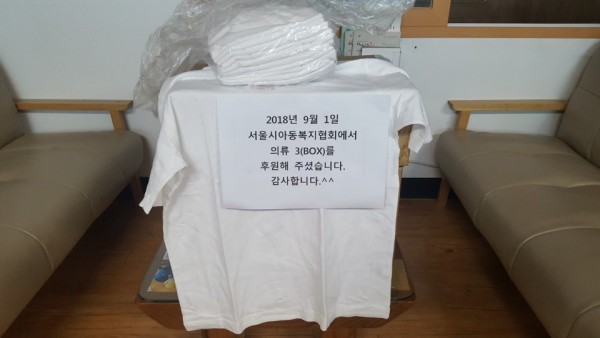 2018년 9월 1일
서울시아동복지협회에서
의류 3(BOX)를
후원해 주셨습니다.
감사합니다.^^